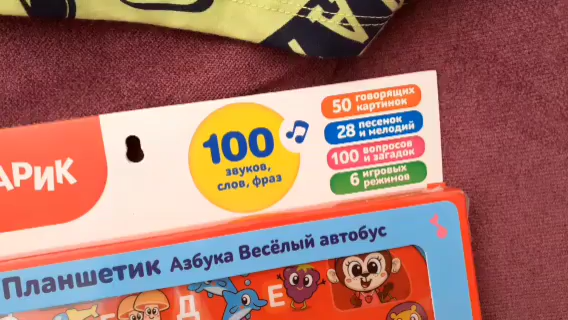 АРИК
100
звуков,
слов, фраз
50 говорящих
картинок
28 песенок
и мелодий
100 вопросов
и загадок
6 игровых
режимов
Планшетик Азбука Весёлый автобус
Д Е